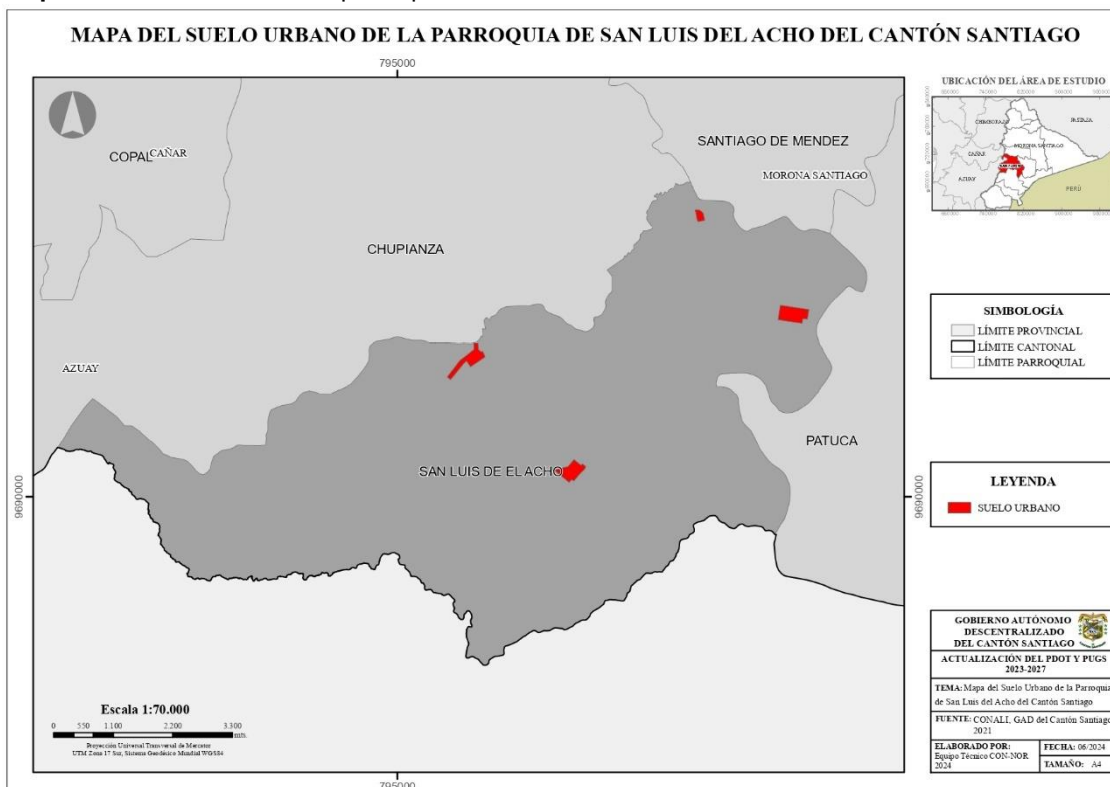 MAPA DEL SUELO URBANO DE LA PARROQUIA DE SAN LUIS DEL ACHO DEL CANTÓN SANTIAGO
795000
COPAL
CAÑAR
SANTIAGO DE MENDEZ
MORONA SANTIAGO
CHUPIANZA
AZUAY
PATUCA
SAN LUIS DE EL ACHO
9690000
9690000
Escala 1:70.000
0 550 1.100 2.200 3.300
mts.
Proyección Universal Transversal de Mercator
UTM Zona 17 Sur, Sistema Geodésico Mundial WGS84
795000
UBICACIÓN DEL ÁREA DE ESTUDIO
PASTAZA
CAÑAR
MORONA SANTIAGO
AZUAY
PERÚ
SIMBOLOGÍA
LÍMITE PROVINCIAL
LÍMITE CANTONAL
LÍMITE PARROQUIAL
LEYENDA
SUELO URBANO
GOBIERNO AUTÓNOMO
DESCENTRALIZADO
DEL CANTÓN SANTIAGO
ACTUALIZACIÓN DEL PDOT Y PUGS
2023-2027
TEMA: Mapa del Suelo Urbano de la Parroquia
de San Luis del Acho del Cantón Santiago
FUENTE: CONALI, GAD del Cantón Santiago
2021
ELABORADO POR:
Equipo Técnico CON-NOR
2024
FECHA: 06/2024
TAMAÑO: A4